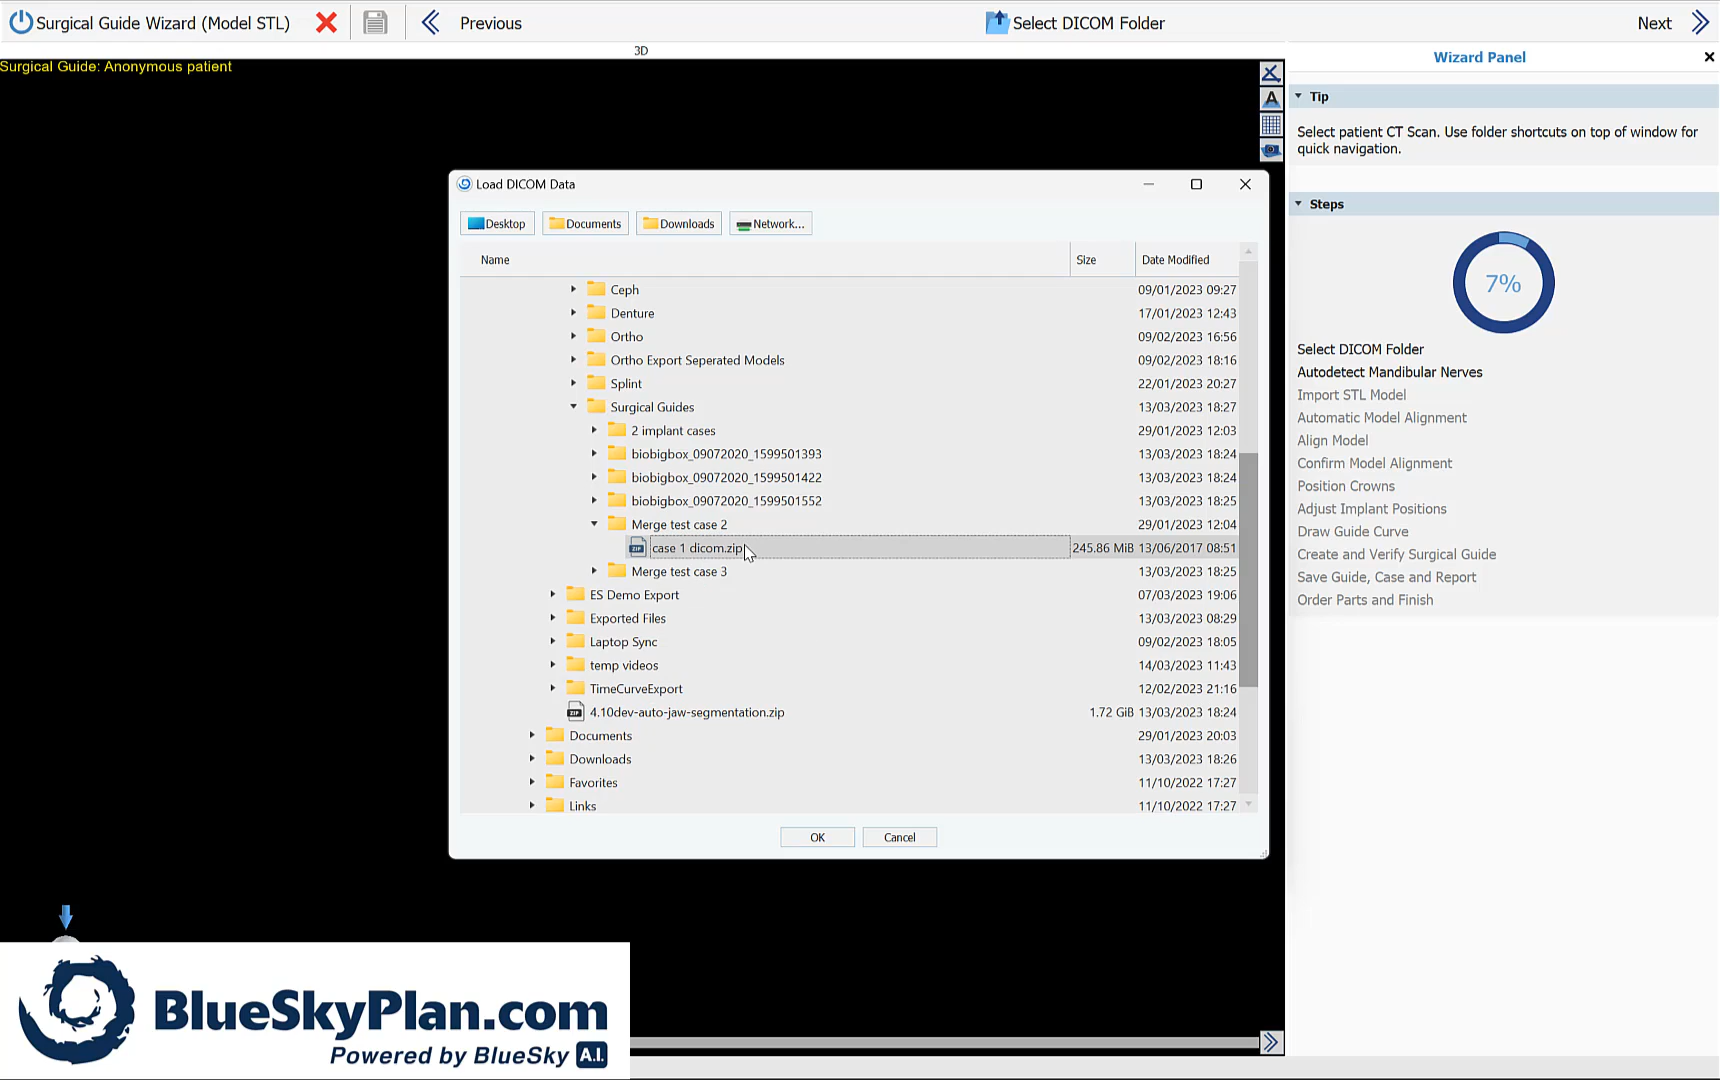 Surgical Guide Wizard (Model STL)
Previous
Select DICOM Folder
Next
3D
Surgical Guide: Anonymous patient
A
Wizard Panel
Tip
Select patient CT Scan. Use folder shortcuts on top of window for
quick navigation.
Steps
7%
Select DICOM Folder
Autodetect Mandibular Nerves
Import STL Model
Automatic Model Alignment
Align Model
Confirm Model Alignment
Position Crowns
Adjust Implant Positions
Draw Guide Curve
Create and Verify Surgical Guide
Save Guide, Case and Report
Order Parts and Finish
Load DICOM Data
Desktop Documents Downloads Network...
Name Size Date Modified
Ceph 09/01/2023 09:27
Denture 17/01/2023 12:43
Ortho 09/02/2023 16:56
Ortho Export Seperated Models 09/02/2023 18:16
Splint 22/01/2023 20:27
Surgical Guides 13/03/2023 18:27
2 implant cases 29/01/2023 12:03
biobigbox_09072020_1599501393 13/03/2023 18:24
biobigbox_09072020_1599501422 13/03/2023 18:24
biobigbox_09072020_1599501552 13/03/2023 18:25
Merge test case 2 29/01/2023 12:04
ZIP case 1 dicom.zip 245.86 MiB 13/06/2017 08:51
Merge test case 3 13/03/2023 18:25
ES Demo Export 07/03/2023 19:06
Exported Files 13/03/2023 08:29
Laptop Sync 09/02/2023 18:05
temp videos 14/03/2023 11:43
TimeCurveExport 12/02/2023 21:16
ZIP 4.10dev-auto-jaw-segmentation.zip 1.72 GiB 13/03/2023 18:24
Documents 29/01/2023 20:03
Downloads 13/03/2023 18:26
Favorites 11/10/2022 17:27
Links 11/10/2022 17:27
OK Cancel
BlueSkyPlan.com
Powered by BlueSky A.I.